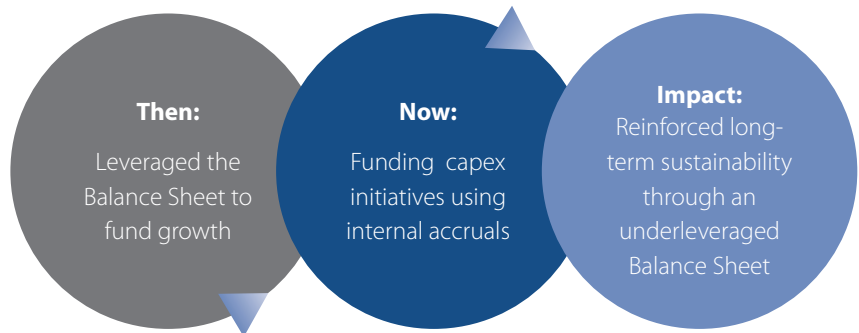 Then:
Leveraged the
Balance Sheet to
fund growth
Now:
Funding capex
initiatives using
internal accruals
Impact:
Reinforced long-
term sustainability
through an
underleveraged
Balance Sheet